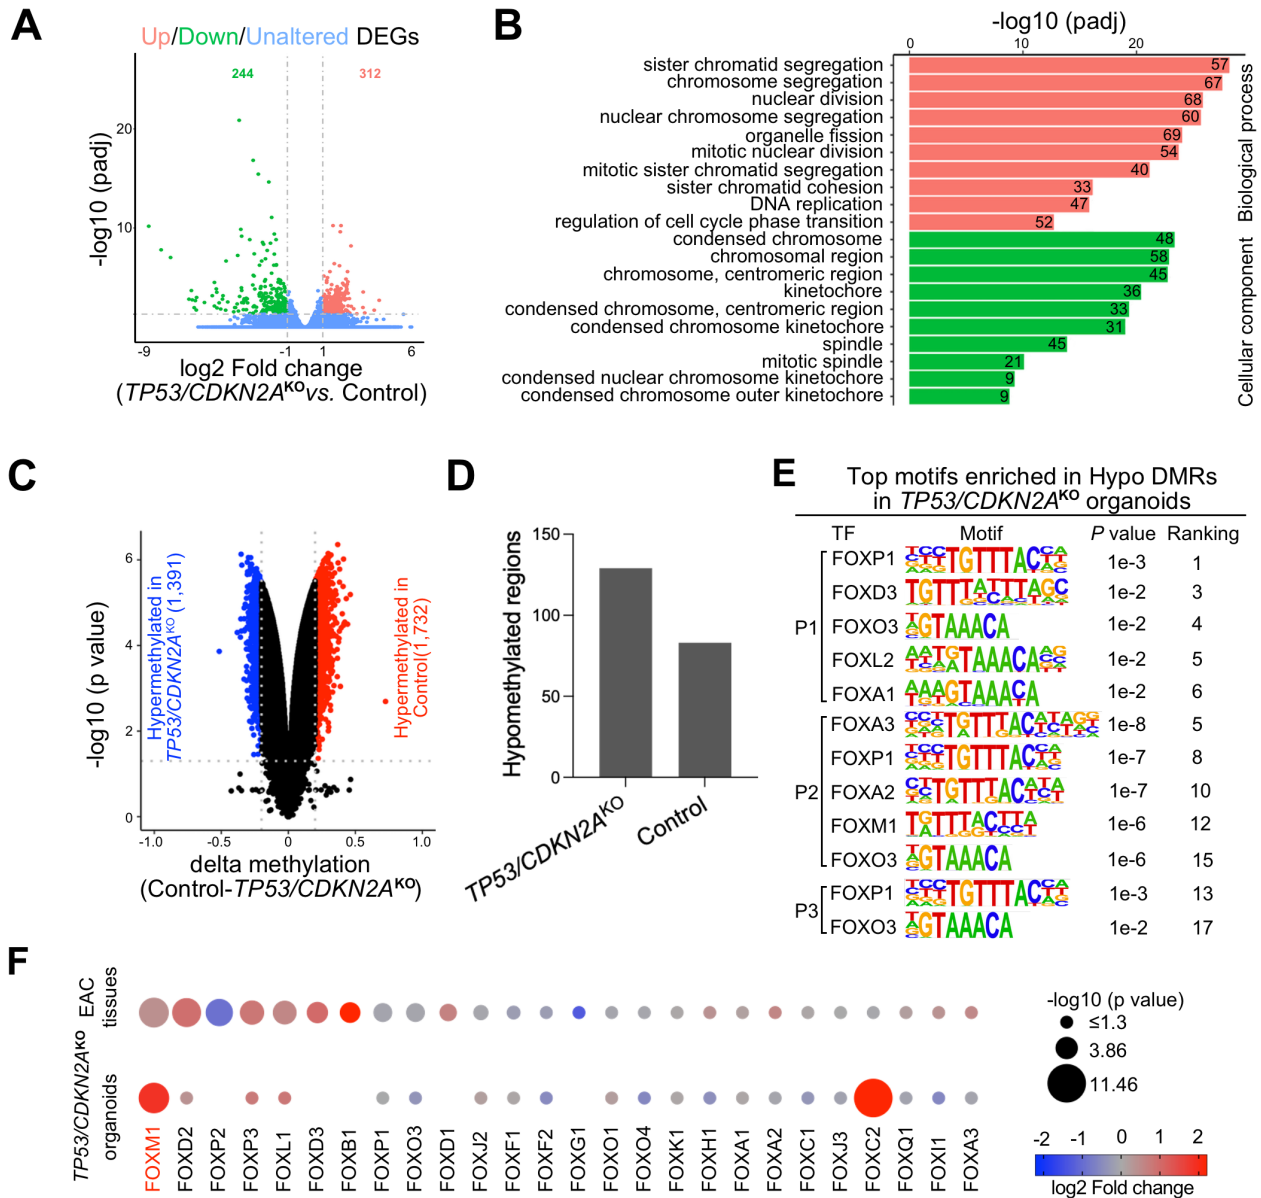 A
Up/Down/Unaltered DEGs
244
312
20
10
-log10 (padj)
-9
-1
1
6
log2 Fold change
(TP53/CDKN2AKOvs. Control)
B
-log10 (padj)
0
10
20
sister chromatid segregation 57
chromosome segregation 67
nuclear division 68
nuclear chromosome segregation 60
organelle fission 69
mitotic nuclear division 54
mitotic sister chromatid segregation 40
sister chromatid cohesion 33
DNA replication 47
regulation of cell cycle phase transition 52
condensed chromosome 48
chromosomal region 58
chromosome, centromeric region 45
kinetochore 36
condensed chromosome, centromeric region 33
condensed chromosome kinetochore 31
spindle 45
mitotic spindle 21
condensed nuclear chromosome kinetochore 9
condensed chromosome outer kinetochore 9
Biological process
Cellular component
C
-log10 (p value)
6
4
2
0
Hypermethylated in
TP53/CDKN2AKO (1,391)
Hypermethylated in
Control(1,732)
-1.0
-0.5
0
0.5
1.0
delta methylation
(Control-TP53/CDKN2AKO)
D
Hypomethylated regions
150
100
50
0
TP53/CDKN2AKO
Control
E
Top motifs enriched in Hypo DMRs
in TP53/CDKN2AKO organoids
TF Motif P value Ranking
P1
FOXP1 1e-3 1
FOXD3 1e-2 3
FOXO3 1e-2 4
FOXL2 1e-2 5
FOXA1 1e-2 6
P2
FOXA3 1e-8 5
FOXP1 1e-7 8
FOXA2 1e-7 10
FOXM1 1e-6 12
FOXO3 1e-6 15
P3
FOXP1 1e-3 13
FOXO3 1e-2 17
F
EAC
tissues
TP53/CDKN2AKO
organoids
FOXM1
FOXD2
FOXP2
FOXP3
FOXL1
FOXD3
FOXB1
FOXP1
FOXO3
FOXD1
FOXJ2
FOXF1
FOXF2
FOXG1
FOXO1
FOXO4
FOXK1
FOXH1
FOXA1
FOXA2
FOXC1
FOXJ3
FOXC2
FOXQ1
FOXI1
FOXA3
-log10 (p value)
≤1.3
3.86
11.46
-2 -1 0 1 2
log2 Fold change